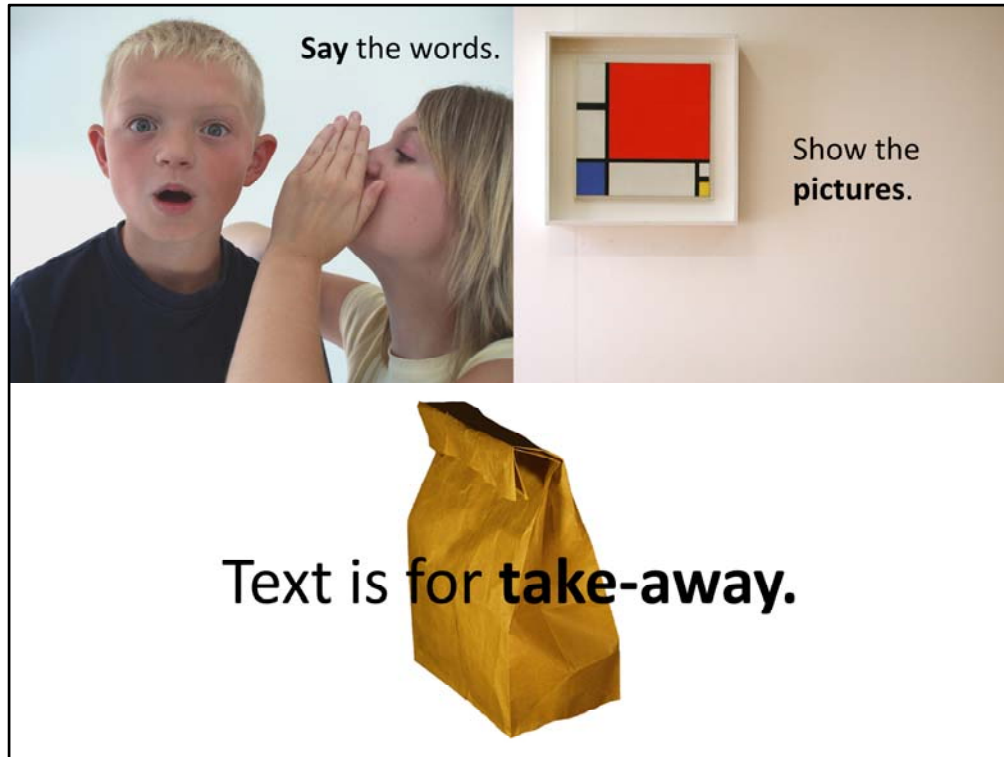 Say the words.
Show the
pictures.
Text is for take-away.